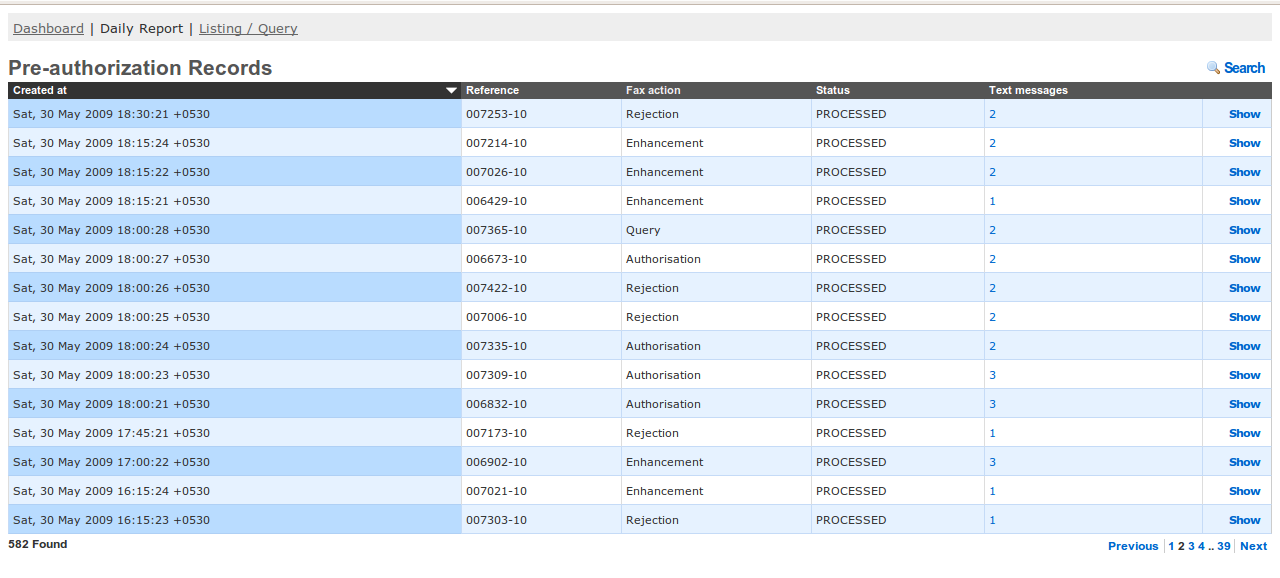 Dashboard | Daily Report | Listing / Query
Pre-authorization Records Search
Created at Reference Fax action Status Text messages
Sat, 30 May 2009 18:30:21 +0530 007253-10 Rejection PROCESSED 2 Show
Sat, 30 May 2009 18:15:24 +0530 007214-10 Enhancement PROCESSED 2 Show
Sat, 30 May 2009 18:15:22 +0530 007026-10 Enhancement PROCESSED 2 Show
Sat, 30 May 2009 18:15:21 +0530 006429-10 Enhancement PROCESSED 1 Show
Sat, 30 May 2009 18:00:28 +0530 007365-10 Query PROCESSED 2 Show
Sat, 30 May 2009 18:00:27 +0530 006673-10 Authorisation PROCESSED 2 Show
Sat, 30 May 2009 18:00:26 +0530 007422-10 Rejection PROCESSED 2 Show
Sat, 30 May 2009 18:00:25 +0530 007006-10 Rejection PROCESSED 2 Show
Sat, 30 May 2009 18:00:24 +0530 007335-10 Authorisation PROCESSED 2 Show
Sat, 30 May 2009 18:00:23 +0530 007309-10 Authorisation PROCESSED 3 Show
Sat, 30 May 2009 18:00:21 +0530 006832-10 Authorisation PROCESSED 3 Show
Sat, 30 May 2009 17:45:21 +0530 007173-10 Rejection PROCESSED 1 Show
Sat, 30 May 2009 17:00:22 +0530 006902-10 Enhancement PROCESSED 3 Show
Sat, 30 May 2009 16:15:24 +0530 007021-10 Enhancement PROCESSED 1 Show
Sat, 30 May 2009 16:15:23 +0530 007303-10 Rejection PROCESSED 1 Show
582 Found Previous | 1 2 3 4 .. 39 | Next